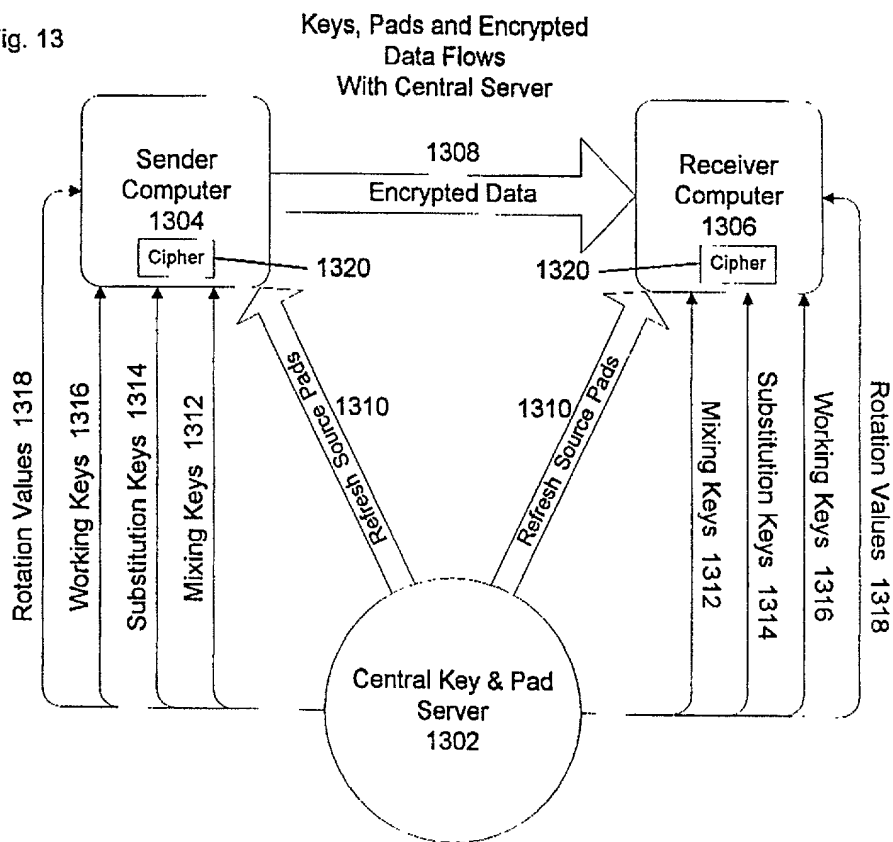 ig. 13
Keys, Pads and Encrypted
Data Flows
With Central Server
Sender
Computer
1304
Cipher
1320
1308
Encrypted Data
Receiver
Computer
1306
Cipher
1320
Refresh Source Pads
1310
Refresh Source Pads
1310
Rotation Values 1318
Working Keys 1316
Substitution Keys 1314
Mixing Keys 1312
Mixing Keys 1312
Substitution Keys 1314
Working Keys 1316
Rotation Values 1318
Central Key & Pad
Server
1302